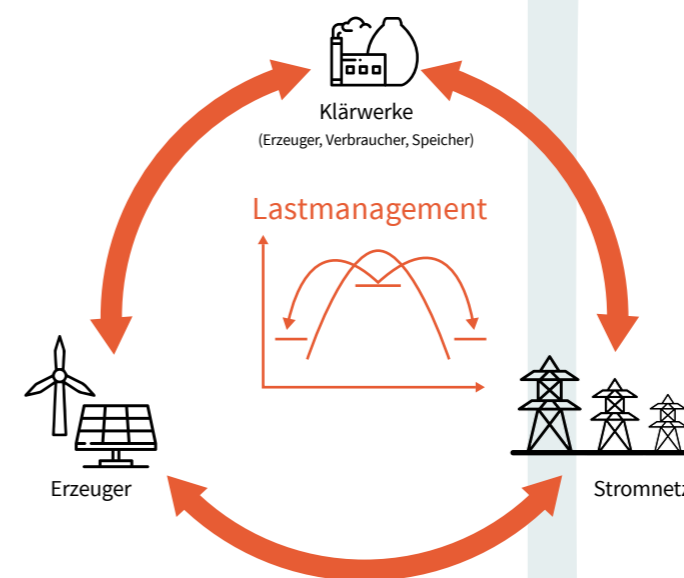 Klärwerke
(Erzeuger, Verbraucher, Speicher)
Lastmanagement
Erzeuger
Stromnetz